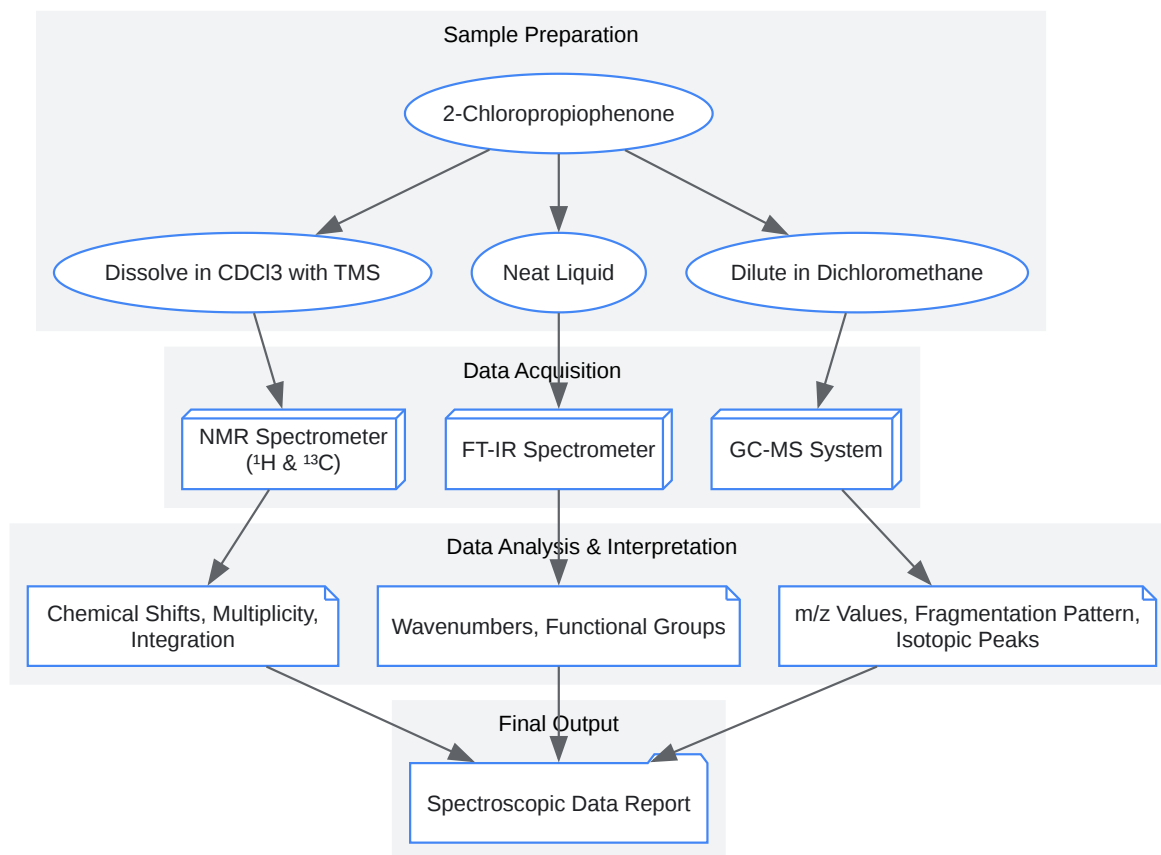 Sample Preparation
2-Chloropropiophenone
Dissolve in CDCl3 with TMS
Neat Liquid
Dilute in Dichloromethane
Data Acquisition
NMR Spectrometer
(¹H & ¹³C)
FT-IR Spectrometer
GC-MS System
Data Analysis & Interpretation
Chemical Shifts, Multiplicity,
Integration
Wavenumbers, Functional Groups
m/z Values, Fragmentation Pattern,
Isotopic Peaks
Final Output
Spectroscopic Data Report